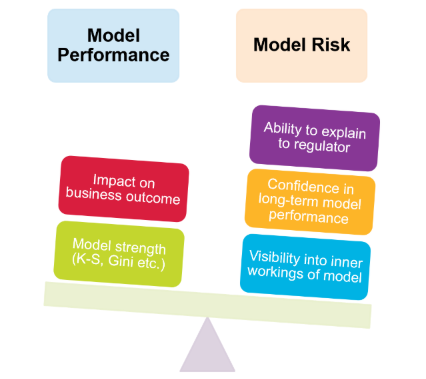 Model
Performance
Model Risk
Ability to explain
to regulator
Impact on
business outcome
Confidence in
long-term model
performance
Model strength
(K-S, Gini etc.)
Visibility into inner
workings of model